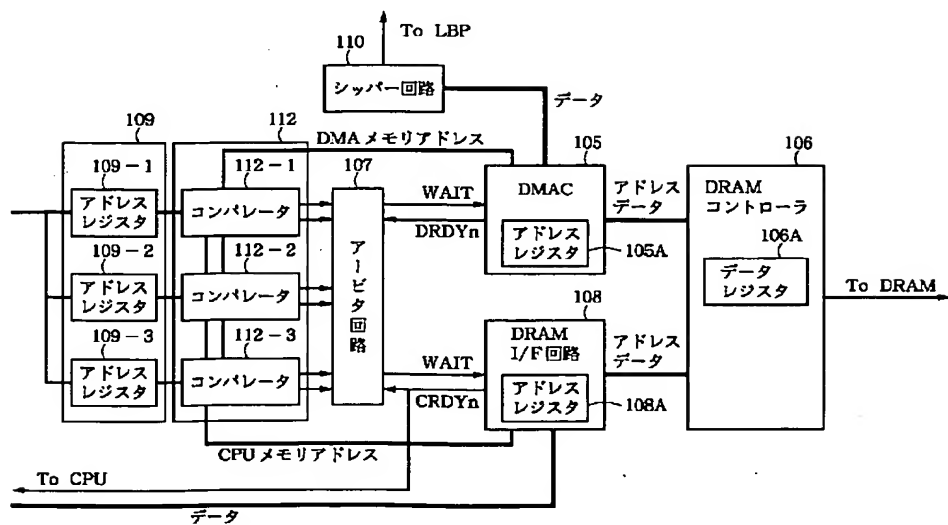 To LBP
110
シッパー回路
データ
109
112
DMAメモリアドレス
105
106
109-1
112-1
107
アドレス
レジスタ
コンパレータ
WAIT
DRDYn
DMAC
アドレス
レジスタ
105A
アドレス
データ
DRAM
コントローラ
106A
データ
レジスタ
To DRAM
109-2
112-2
アドレス
レジスタ
コンパレータ
アービタ回路
109-3
112-3
アドレス
レジスタ
コンパレータ
WAIT
CRDYn
108
DRAM
I/F回路
アドレス
レジスタ
108A
アドレス
データ
CPUメモリアドレス
To CPU
データ